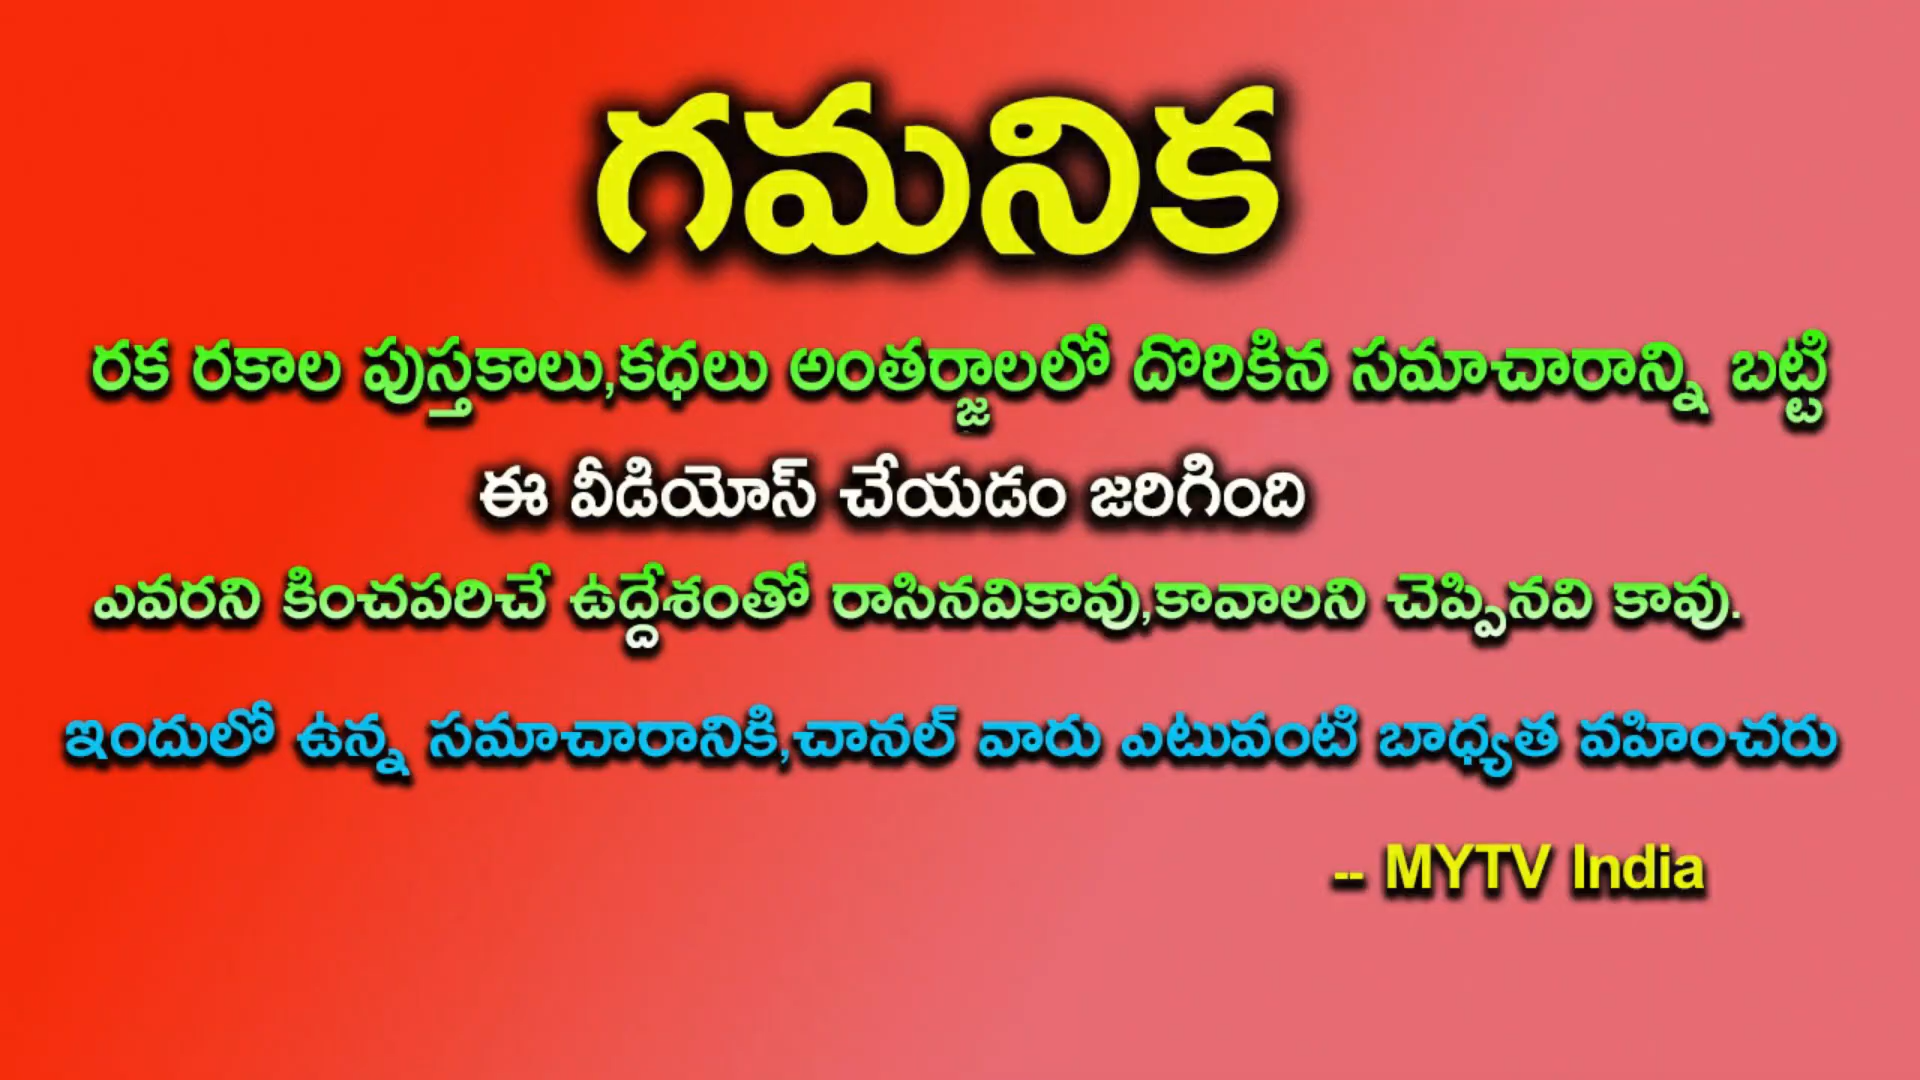 గమనిక
రక రకాల పుస్తకాలు,కధలు అంతర్జాలలో దొరికిన సమాచారాన్ని బట్టి
ఈ వీడియోస్ చేయడం జరిగింది
ఎవరని కించపరిచే ఉద్దేశంతో రాసినవికావు,కావాలని చెప్పినవి కావు.
ఇందులో ఉన్న సమాచారానికి,చానల్ వారు ఎటువంటి బాధ్యత వహించరు
-- MYTV India